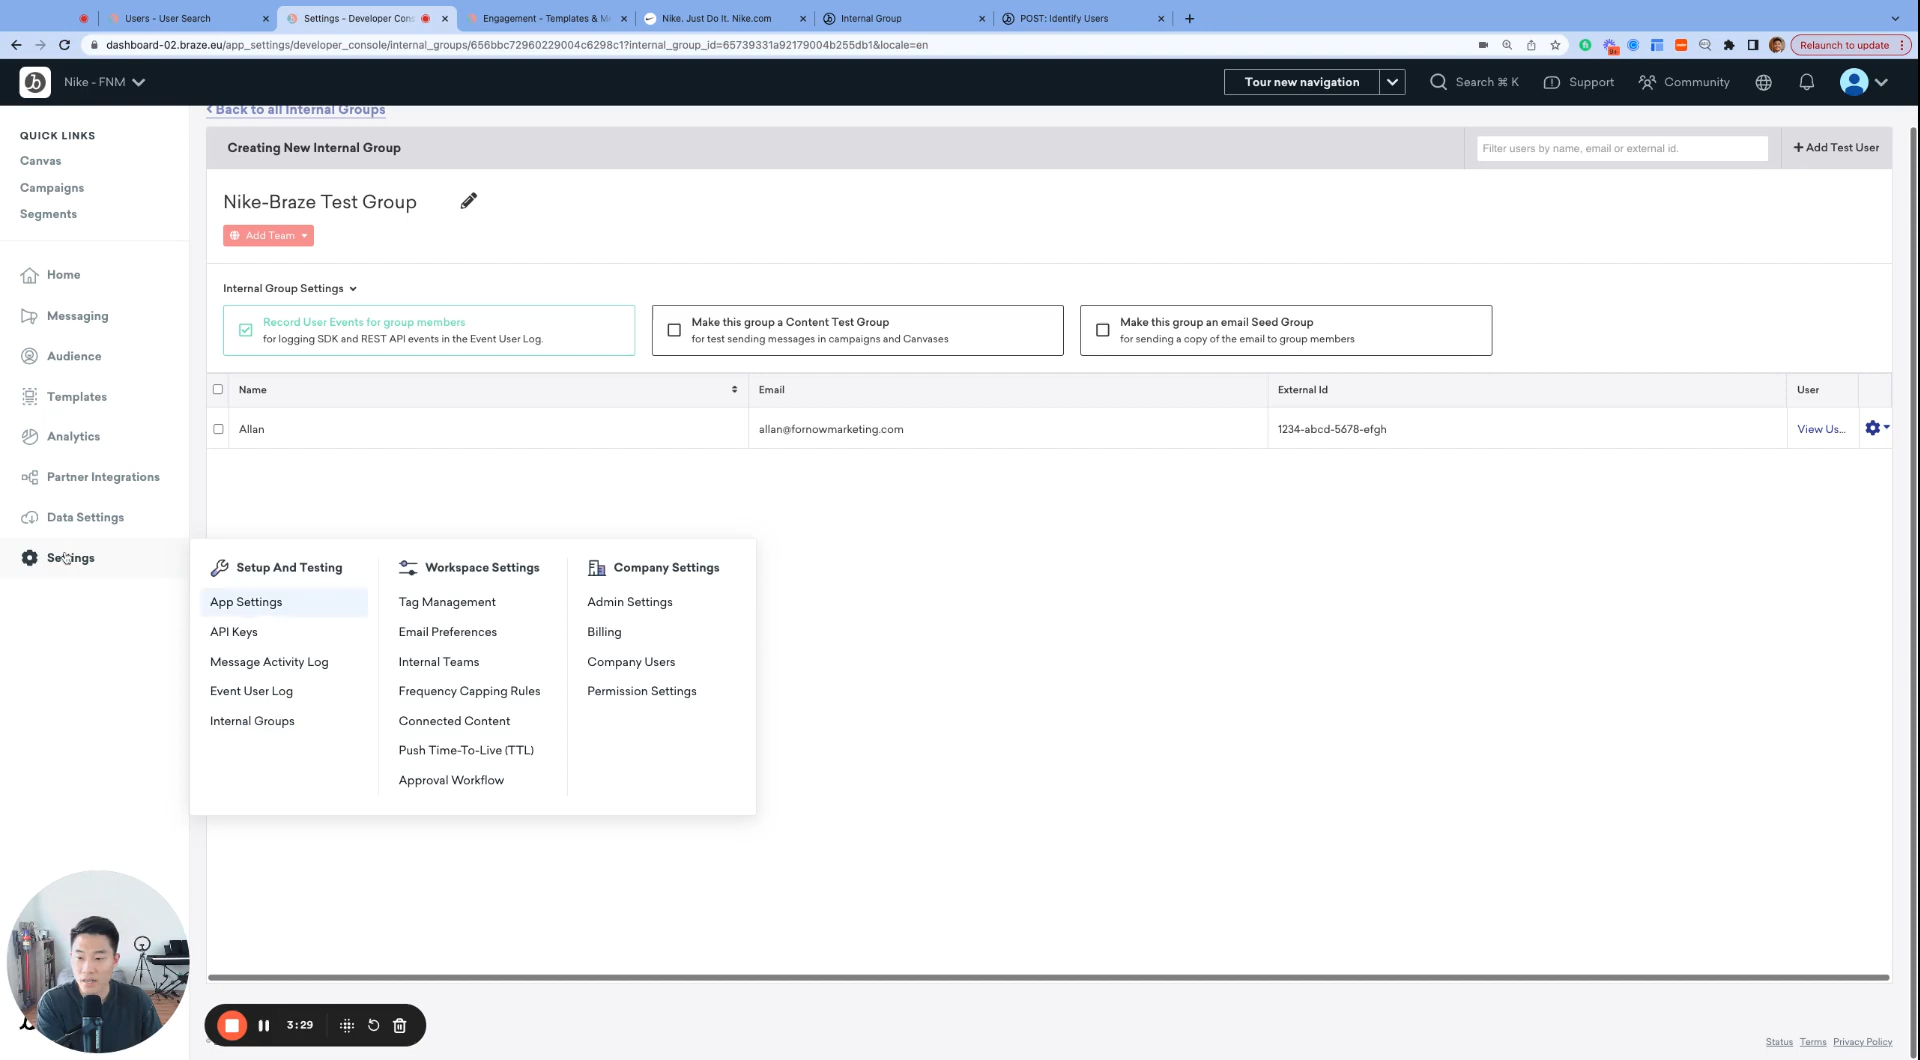 Users - User Search
Settings - Developer Cons
Engagement - Templates & M
Nike. Just Do It. Nike.com
Internal Group
POST: Identify Users
dashboard-02.braze.eu/app_settings/developer_console/internal_groups/656bbc72960229004c6298c1?internal_group_id=65739331a92179004b255db1&locale=en
Relaunch to update
Nike - FNM
Tour new navigation
Search ⌘ K
Support
Community
QUICK LINKS
Canvas
Campaigns
Segments
Home
Messaging
Audience
Templates
Analytics
Partner Integrations
Data Settings
Settings
‹ Back to all Internal Groups
Creating New Internal Group
Filter users by name, email or external id.
+ Add Test User
Nike-Braze Test Group
Add Team
Internal Group Settings
Record User Events for group members
for logging SDK and REST API events in the Event User Log.
Make this group a Content Test Group
for test sending messages in campaigns and Canvases
Make this group an email Seed Group
for sending a copy of the email to group members
Name
Email
External Id
User
Allan
allan@fornowmarketing.com
1234-abcd-5678-efgh
View Us...
Setup And Testing
App Settings
API Keys
Message Activity Log
Event User Log
Internal Groups
Workspace Settings
Tag Management
Email Preferences
Internal Teams
Frequency Capping Rules
Connected Content
Push Time-To-Live (TTL)
Approval Workflow
Company Settings
Admin Settings
Billing
Company Users
Permission Settings
3:29
Status
Terms
Privacy Policy